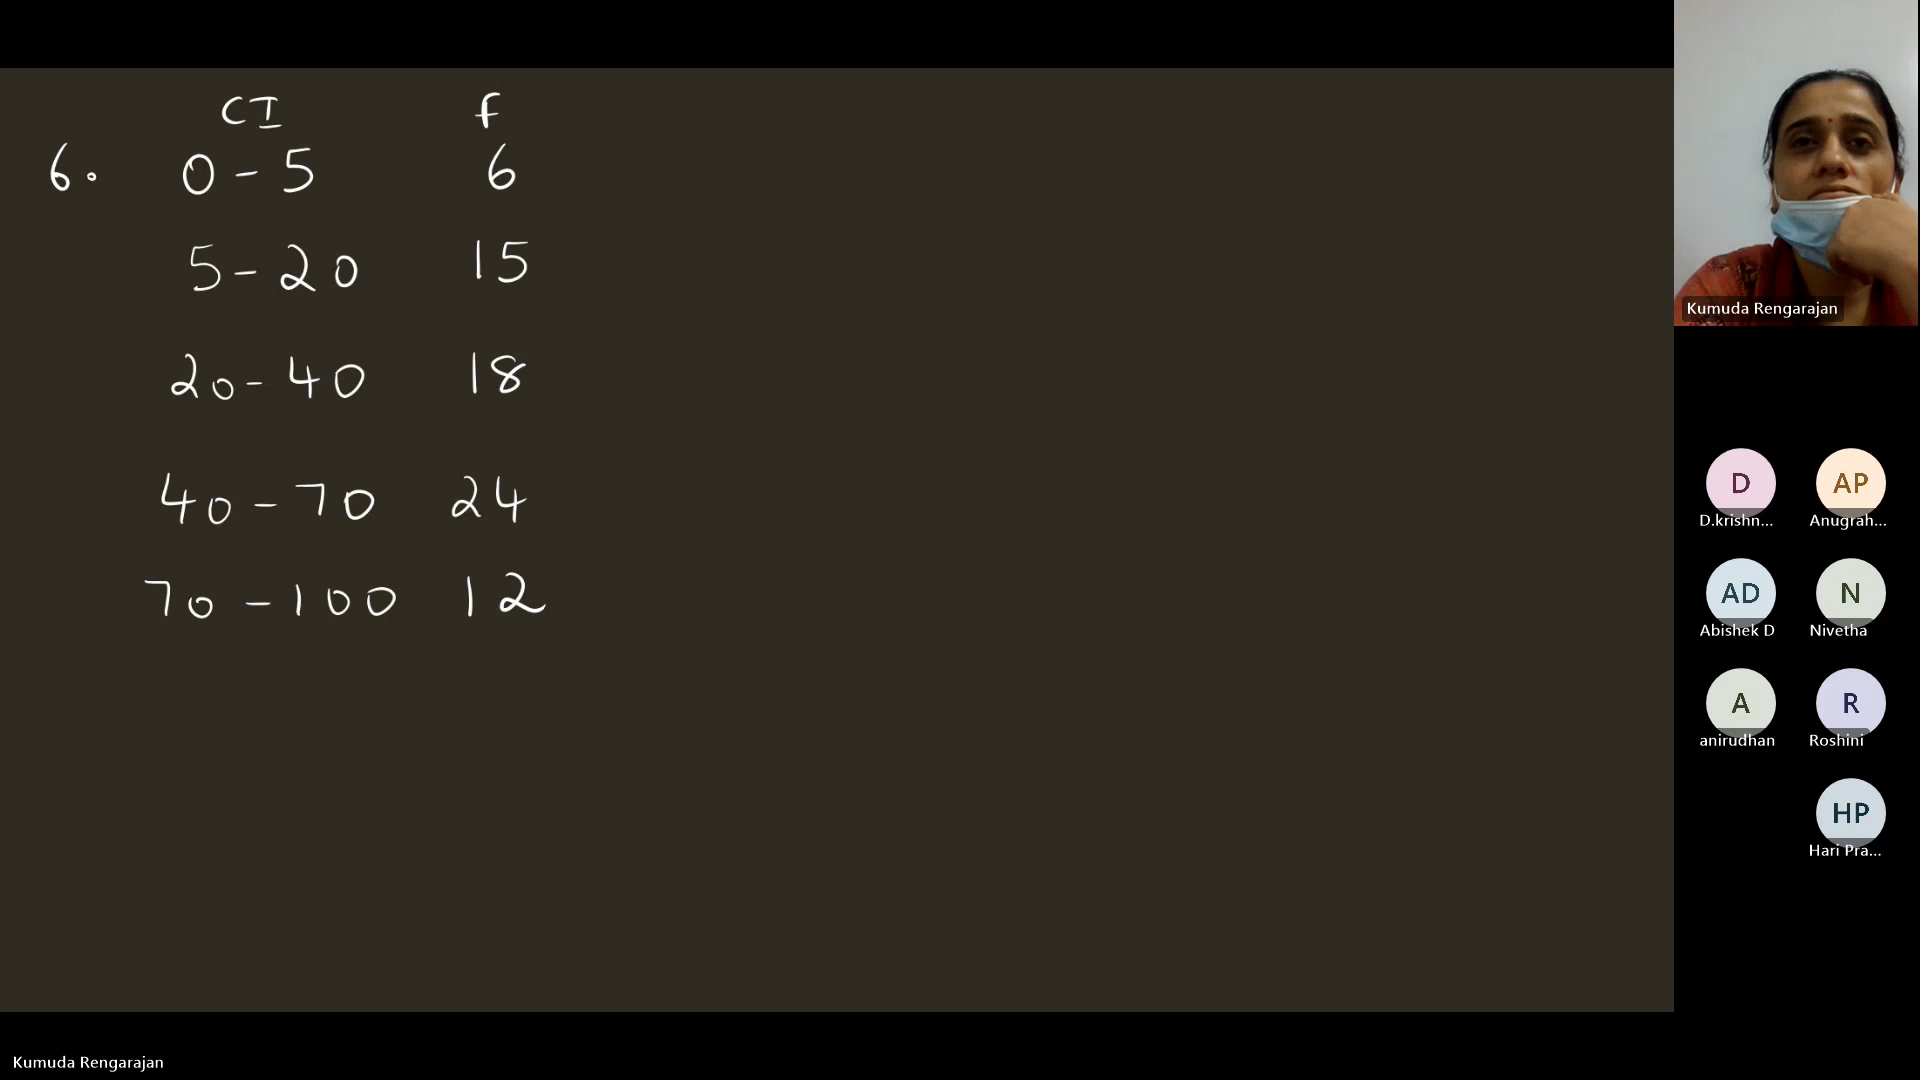 CI f
6. 0 - 5 6
5 - 20 15
20 - 40 18
40 - 70 24
70 - 100 12
Kumuda Rengarajan
D.krishn... Anugrah...
D AP
Abishek D Nivetha
AD N
anirudhan Roshini
A R
HP
Hari Pra...
Kumuda Rengarajan